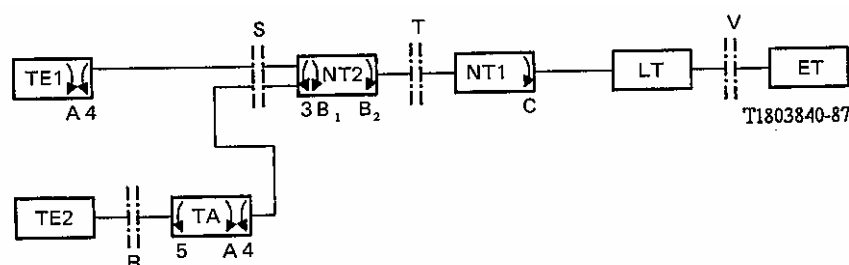 S T V
TE1 NT2 NT1 LT ET
A 4 3 B₁ B₂ C T1803840-87
TE2 TA
R 5 A 4